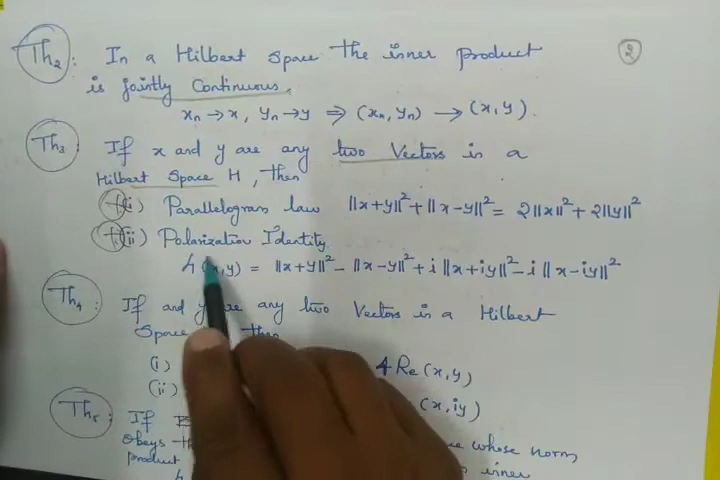 Th2: In a Hilbert Space the inner product 2
is jointly Continuous.
xn → x, yn → y ⇒ (xn, yn) → (x, y).
Th3: If x and y are any two Vectors in a
Hilbert Space H, then
(i) Parallelogram law ||x+y||² + ||x-y||² = 2||x||² + 2||y||²
(ii) Polarization Identity
4(x,y) = ||x+y||² - ||x-y||² + i||x+iy||² - i||x-iy||²
Th4: If and y are any two Vectors in a Hilbert
Space then
(i) 4Re(x,y)
(ii) (x,iy)
Th5: If whose norm
obeys
product inner